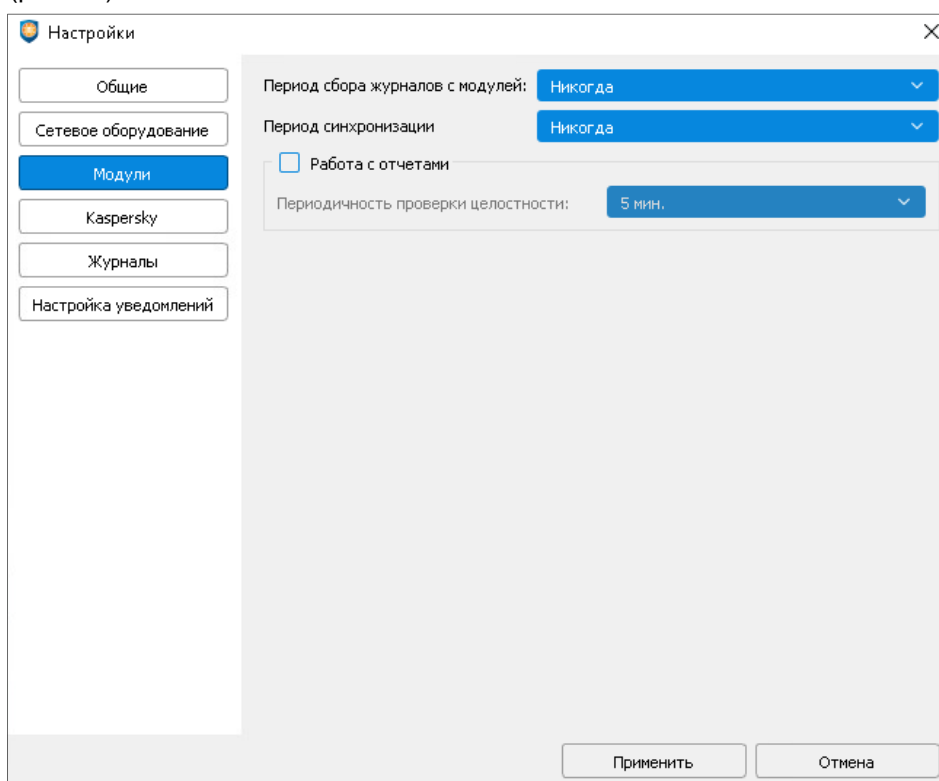 Настройки
Общие
Сетевое оборудование
Модули
Kaspersky
Журналы
Настройка уведомлений
Период сбора журналов с модулей: Никогда
Период синхронизации Никогда
Работа с отчетами
Периодичность проверки целостности: 5 мин.
Применить Отмена